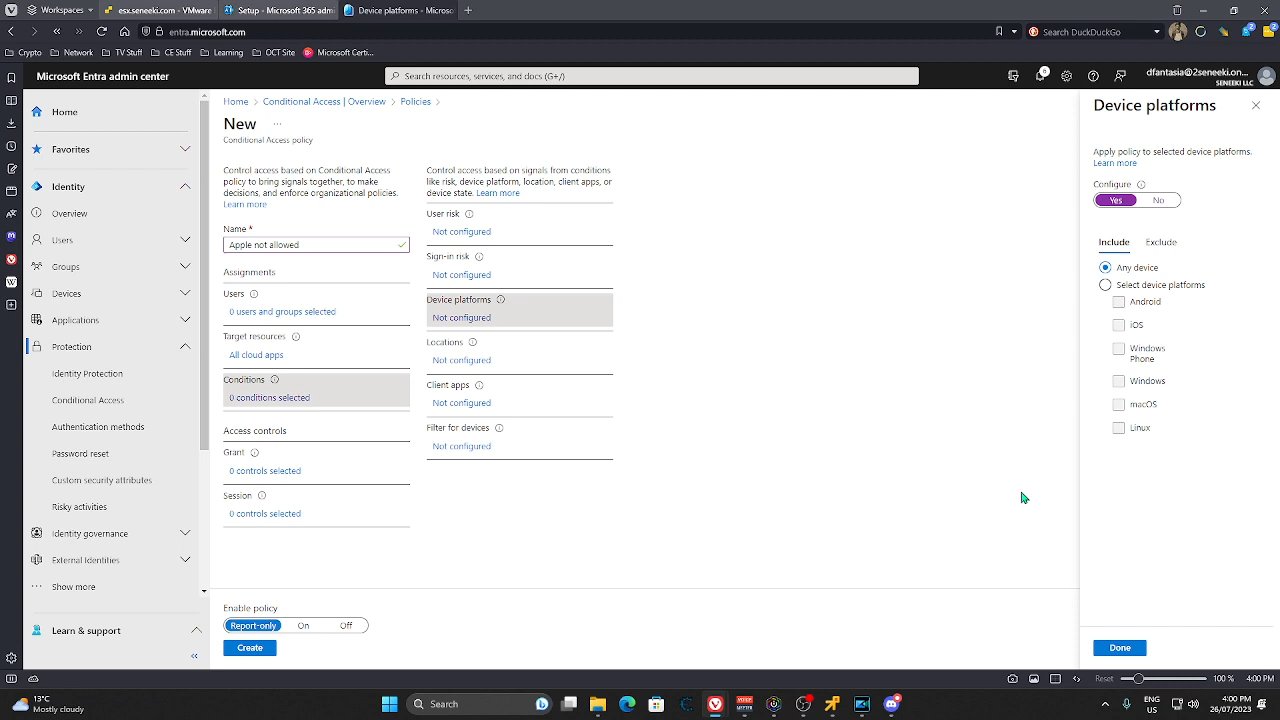 Workspaces
esx.seneeki.com - VMware
Setup - Microsoft 365 adm
Device platforms - Micros
entra.microsoft.com
Search DuckDuckGo
2
2
Crypto
Network
TV Stuff
CE Stuff
Learning
OCT Site
Microsoft Certi...
Microsoft Entra admin center
Search resources, services, and docs (G+/)
dfantasia@2seneeki.on...
SENEEKI LLC
Home
Favorites
Identity
Overview
Users
Groups
Devices
Applications
Protection
Identity Protection
Conditional Access
Authentication methods
Password reset
Custom security attributes
Risky activities
Identity governance
External Identities
Show more
Learn & support
Home > Conditional Access | Overview > Policies >
New ...
Conditional Access policy
Control access based on Conditional Access
policy to bring signals together, to make
decisions, and enforce organizational policies.
Learn more
Name *
Apple not allowed
Assignments
Users
0 users and groups selected
Target resources
All cloud apps
Conditions
0 conditions selected
Access controls
Grant
0 controls selected
Session
0 controls selected
Control access based on signals from conditions
like risk, device platform, location, client apps, or
device state. Learn more
User risk
Not configured
Sign-in risk
Not configured
Device platforms
Not configured
Locations
Not configured
Client apps
Not configured
Filter for devices
Not configured
Enable policy
Report-only On Off
Create
Device platforms
Apply policy to selected device platforms.
Learn more
Configure
Yes No
Include Exclude
Any device
Select device platforms
Android
iOS
Windows
Phone
Windows
macOS
Linux
Done
Reset
100 %
4:00 PM
13°C
Mostly cloudy
Search
ENG
US
4:00 PM
26/07/2023